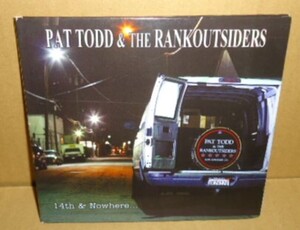 PAT TODD & THE RANKOUTSIDERS
PAT TODD
& THE
RANKOUTSIDERS
14th & Nowhere...